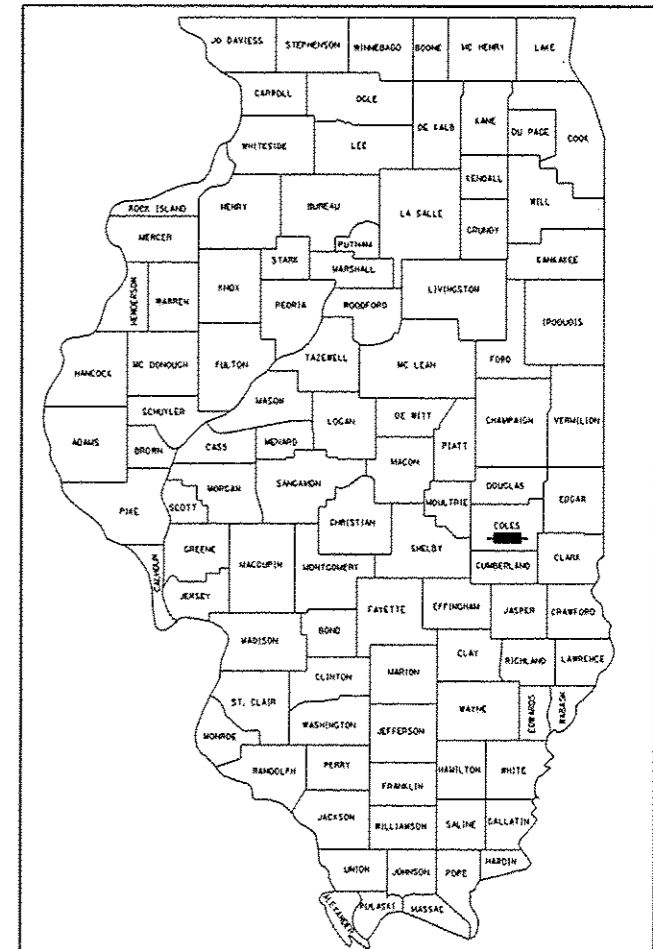 JO DAVIESS STEPHENSON WINNEBAGO BOONE MC HENRY LAKE
CARROLL OGLE
DE KALB KANE DU PAGE COOK
WHITESIDE LEE
KENDALL
ROCK ISLAND HENRY BUREAU LA SALLE WILL
MERCER PUTNAM GRUNDY
STARK MARSHALL KANKAKEE
HENDERSON WARREN KNOX PEORIA WOODFORD LIVINGSTON
IROQUOIS
HANCOCK MC DONOUGH FULTON TAZEWELL MC LEAN FORD
MASON
SCHUYLER LOGAN DE WITT CHAMPAIGN VERMILION
ADAMS BROWN CASS MENARD PIATT
MACON
MORGAN SANGAMON DOUGLAS
PIKE SCOTT MOULTRIE EDGAR
CHRISTIAN COLES
GREENE SHELBY
CALHOUN MACOUPIN MONTGOMERY CUMBERLAND CLARK
JERSEY FAYETTE EFFINGHAM JASPER CRAWFORD
MADISON BOND
CLAY RICHLAND LAWRENCE
CLINTON MARION
ST. CLAIR WAYNE EDWARDS WABASH
WASHINGTON JEFFERSON
MONROE
RANDOLPH PERRY HAMILTON WHITE
FRANKLIN
JACKSON WILLIAMSON SALINE GALLATIN
UNION JOHNSON POPE HARDIN
ALEXANDER PULASKI MASSAC